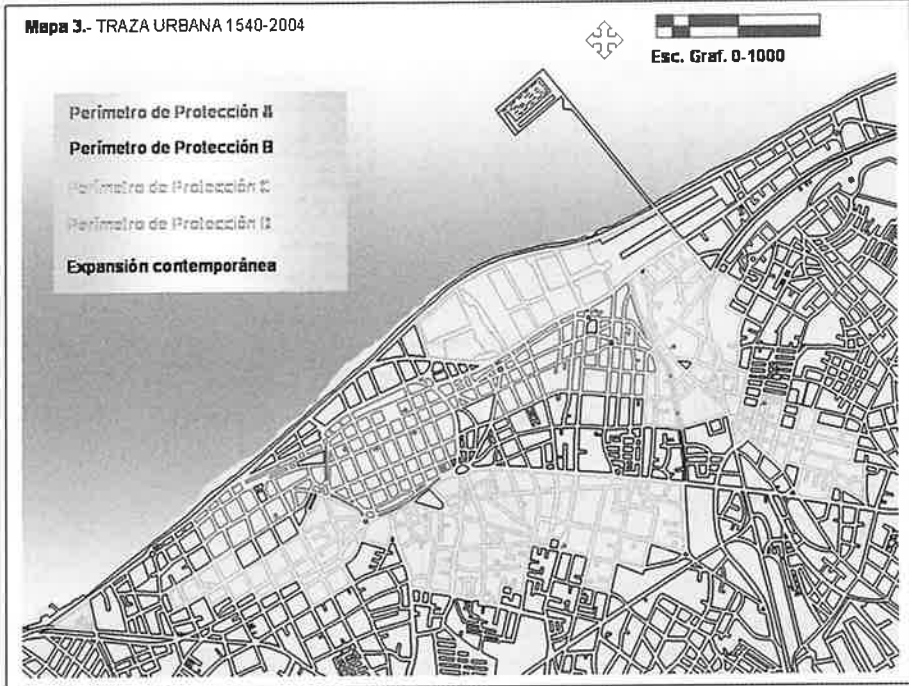 Mapa 3.- TRAZA URBANA 1540-2004
Esc. Graf. 0-1000
Perímetro de Protección A
Perímetro de Protección B
Perímetro de Protección C
Perímetro de Protección D
Expansión contemporánea